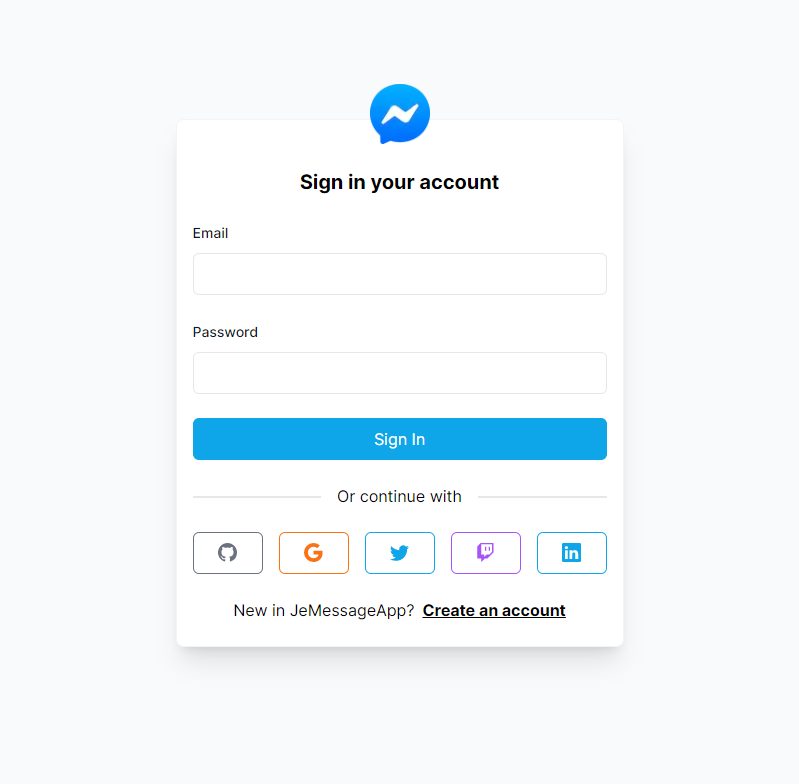 Sign in your account
Email
Password
Sign In
Or continue with
New in JeMessageApp? Create an account